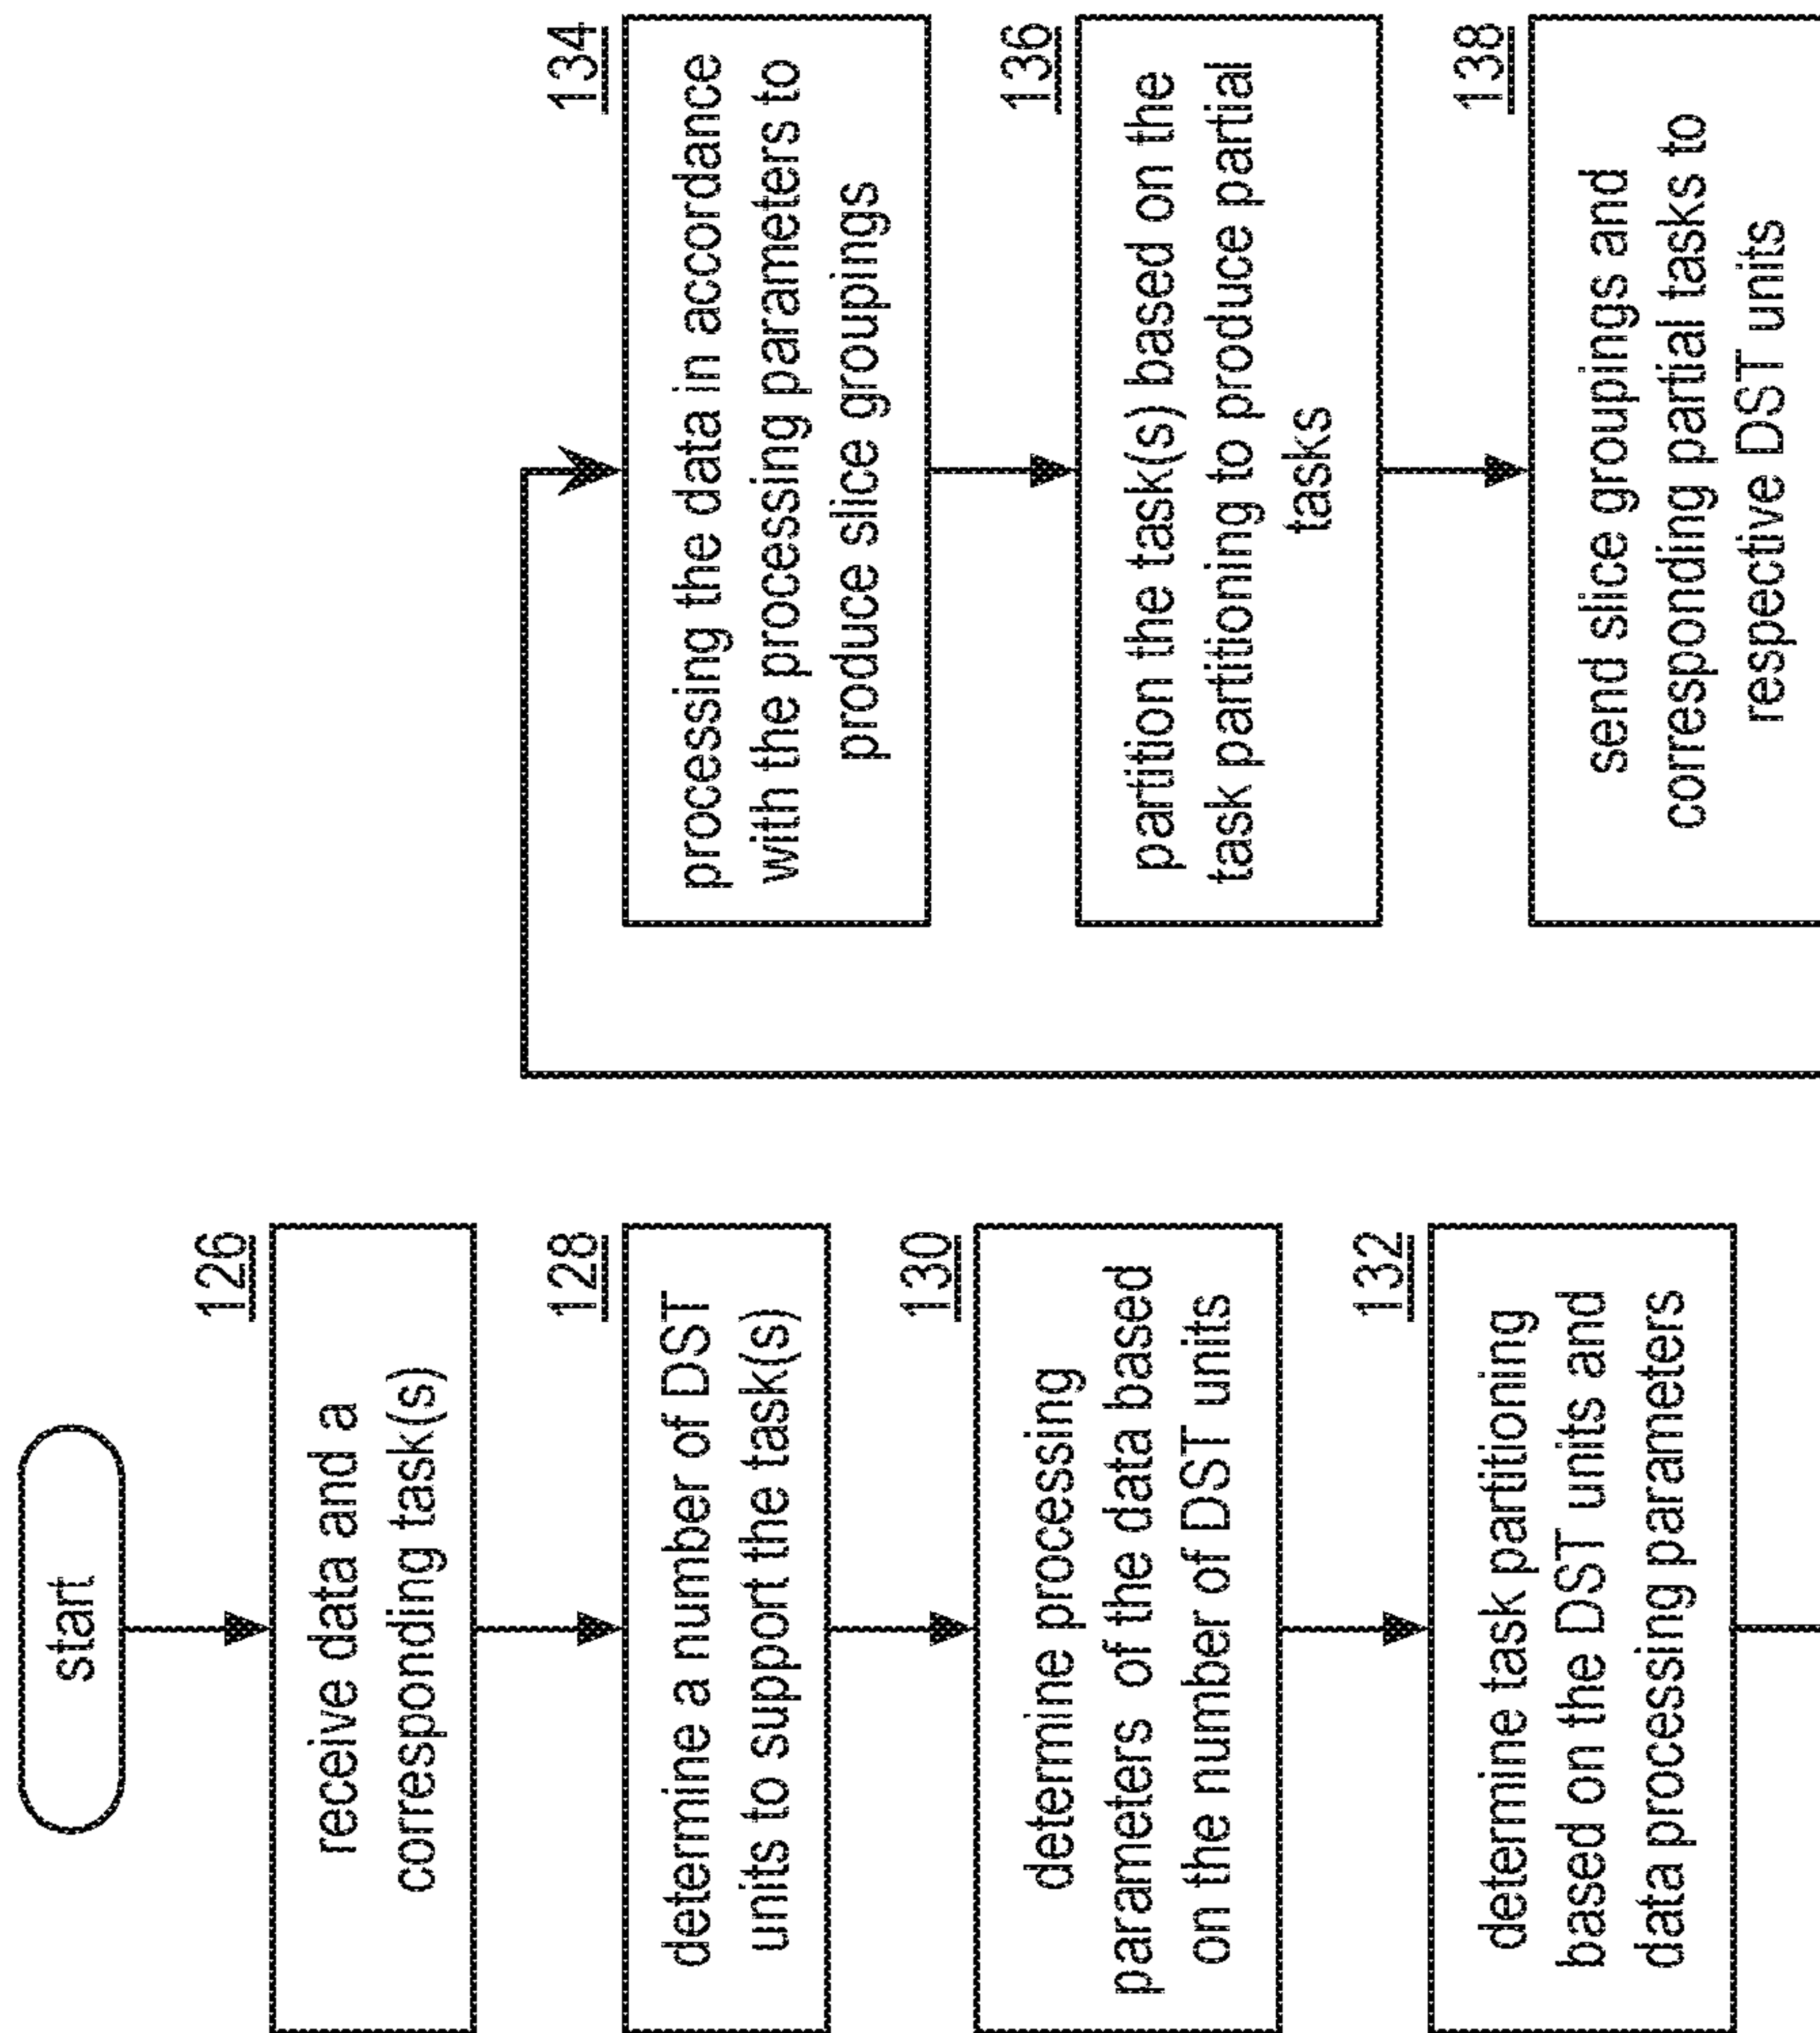 start
126
receive data and a
corresponding task(s)
128
determine a number of DST
units to support the task(s)
130
determine processing
parameters of the data based
on the number of DST units
132
determine task partitioning
based on the DST units and
data processing parameters
134
processing the data in accordance
with the processing parameters to
produce slice groupings
136
partition the task(s) based on the
task partitioning to produce partial
tasks
138
send slice groupings and
corresponding partial tasks to
respective DST units